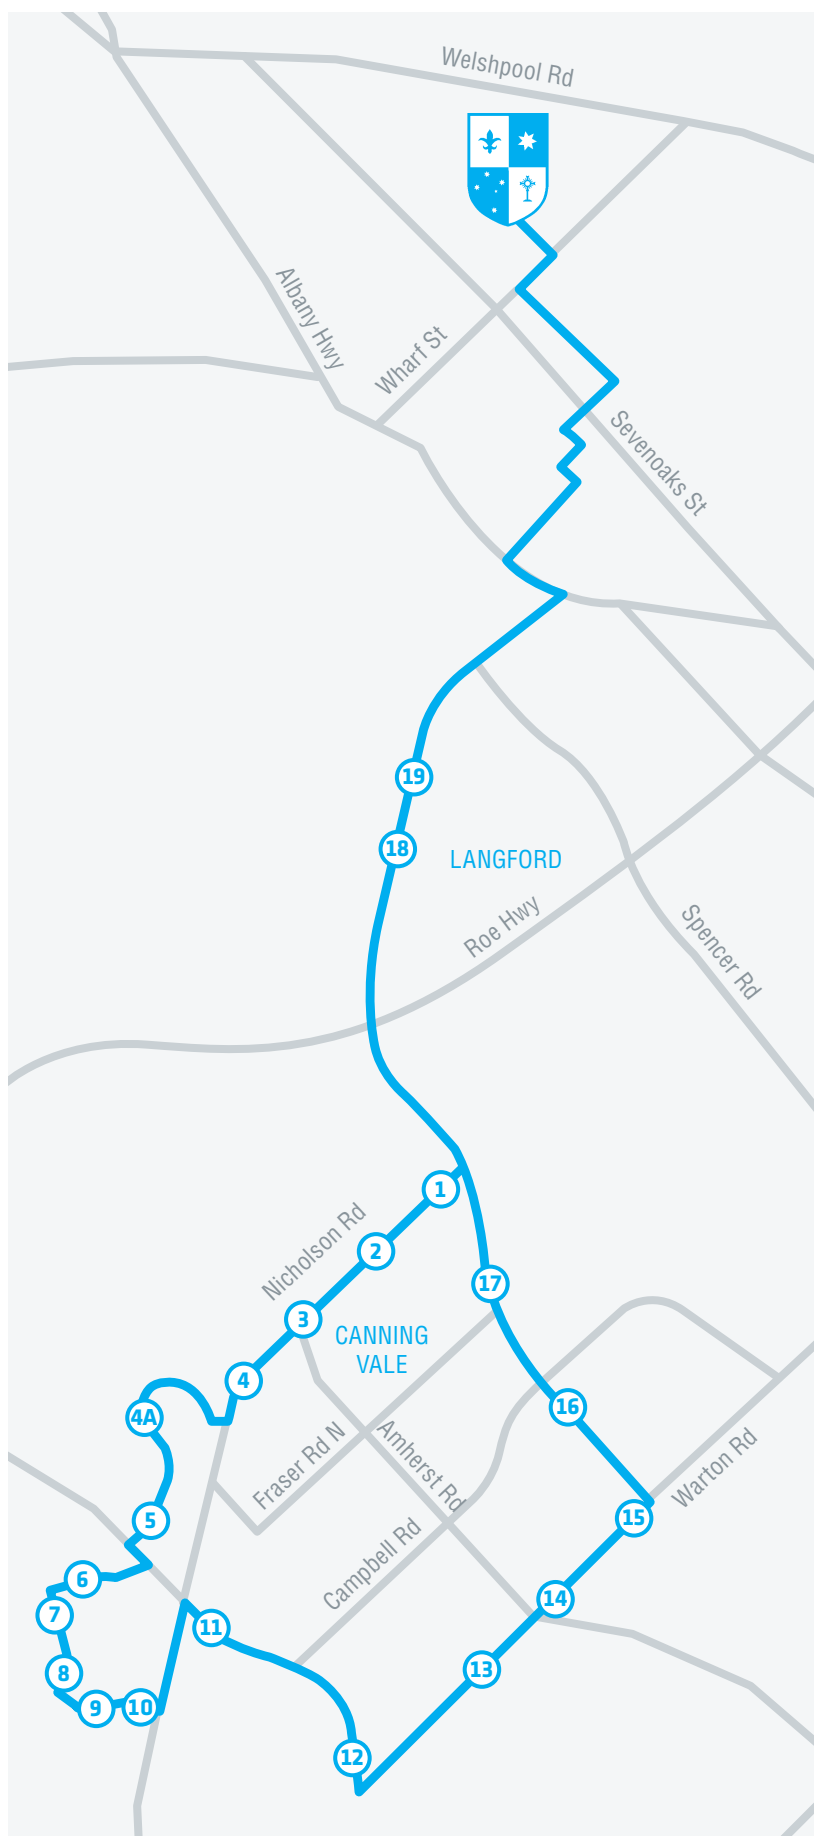 Welshpool Rd
Albany Hwy
Wharf St
Sevenoaks St
19
18
LANGFORD
Roe Hwy
Spencer Rd
1
Nicholson Rd
2
17
3
CANNING
VALE
4
4A
16
Fraser Rd N
Amherst Rd
Warton Rd
5
15
Campbell Rd
6
14
7
11
13
8
9
10
12